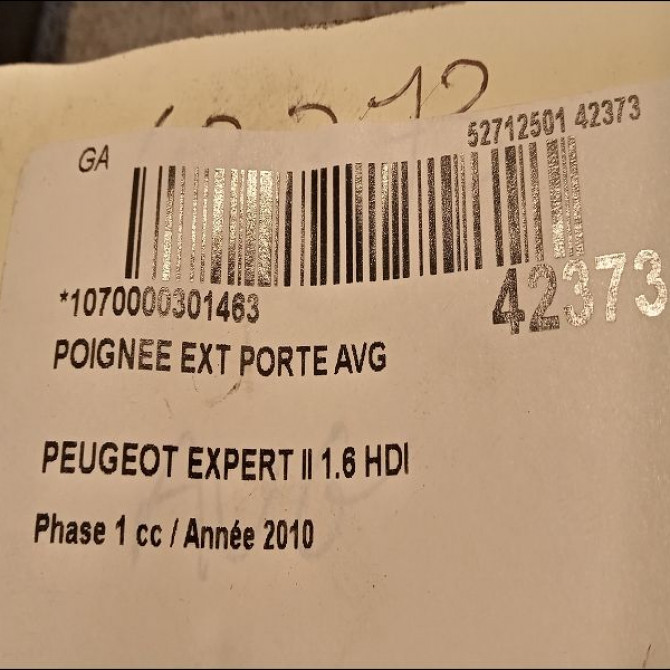 52712501 42373
GA
*1070000301463
42373
POIGNEE EXT PORTE AVG
PEUGEOT EXPERT II 1.6 HDI
Phase 1 cc / Année 2010